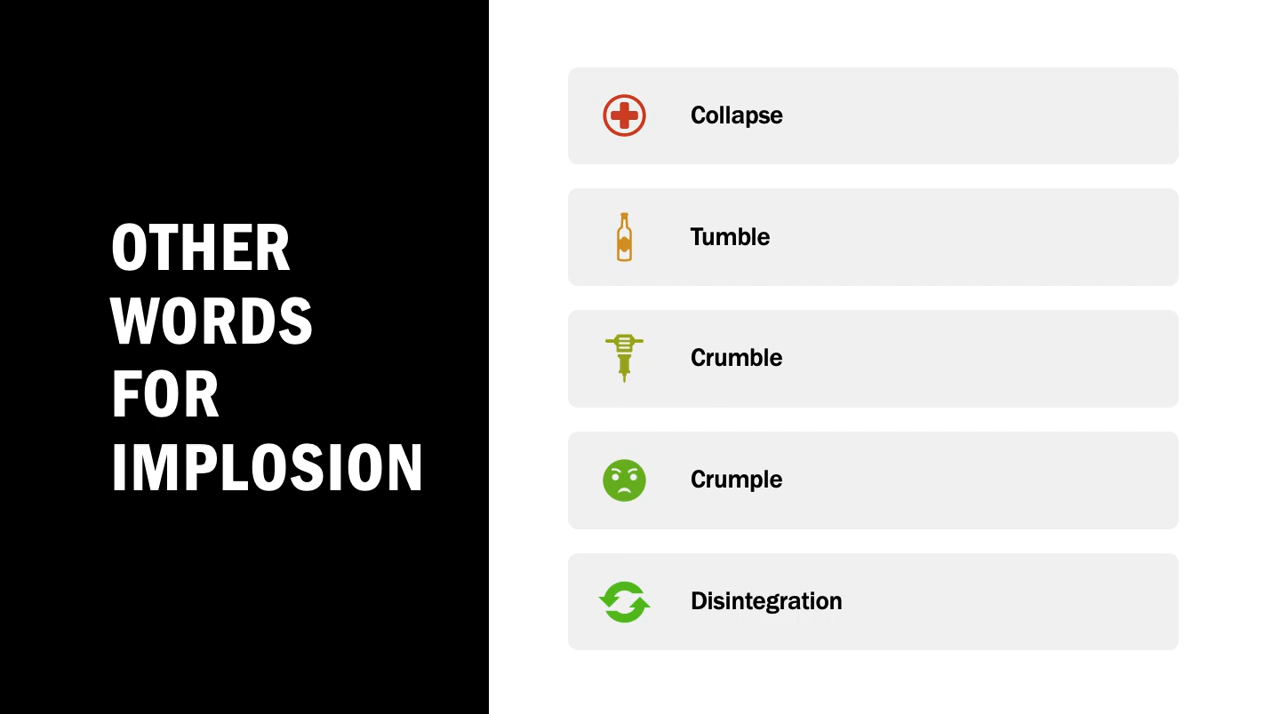 OTHER
WORDS
FOR
IMPLOSION
Collapse
Tumble
Crumble
Crumple
Disintegration